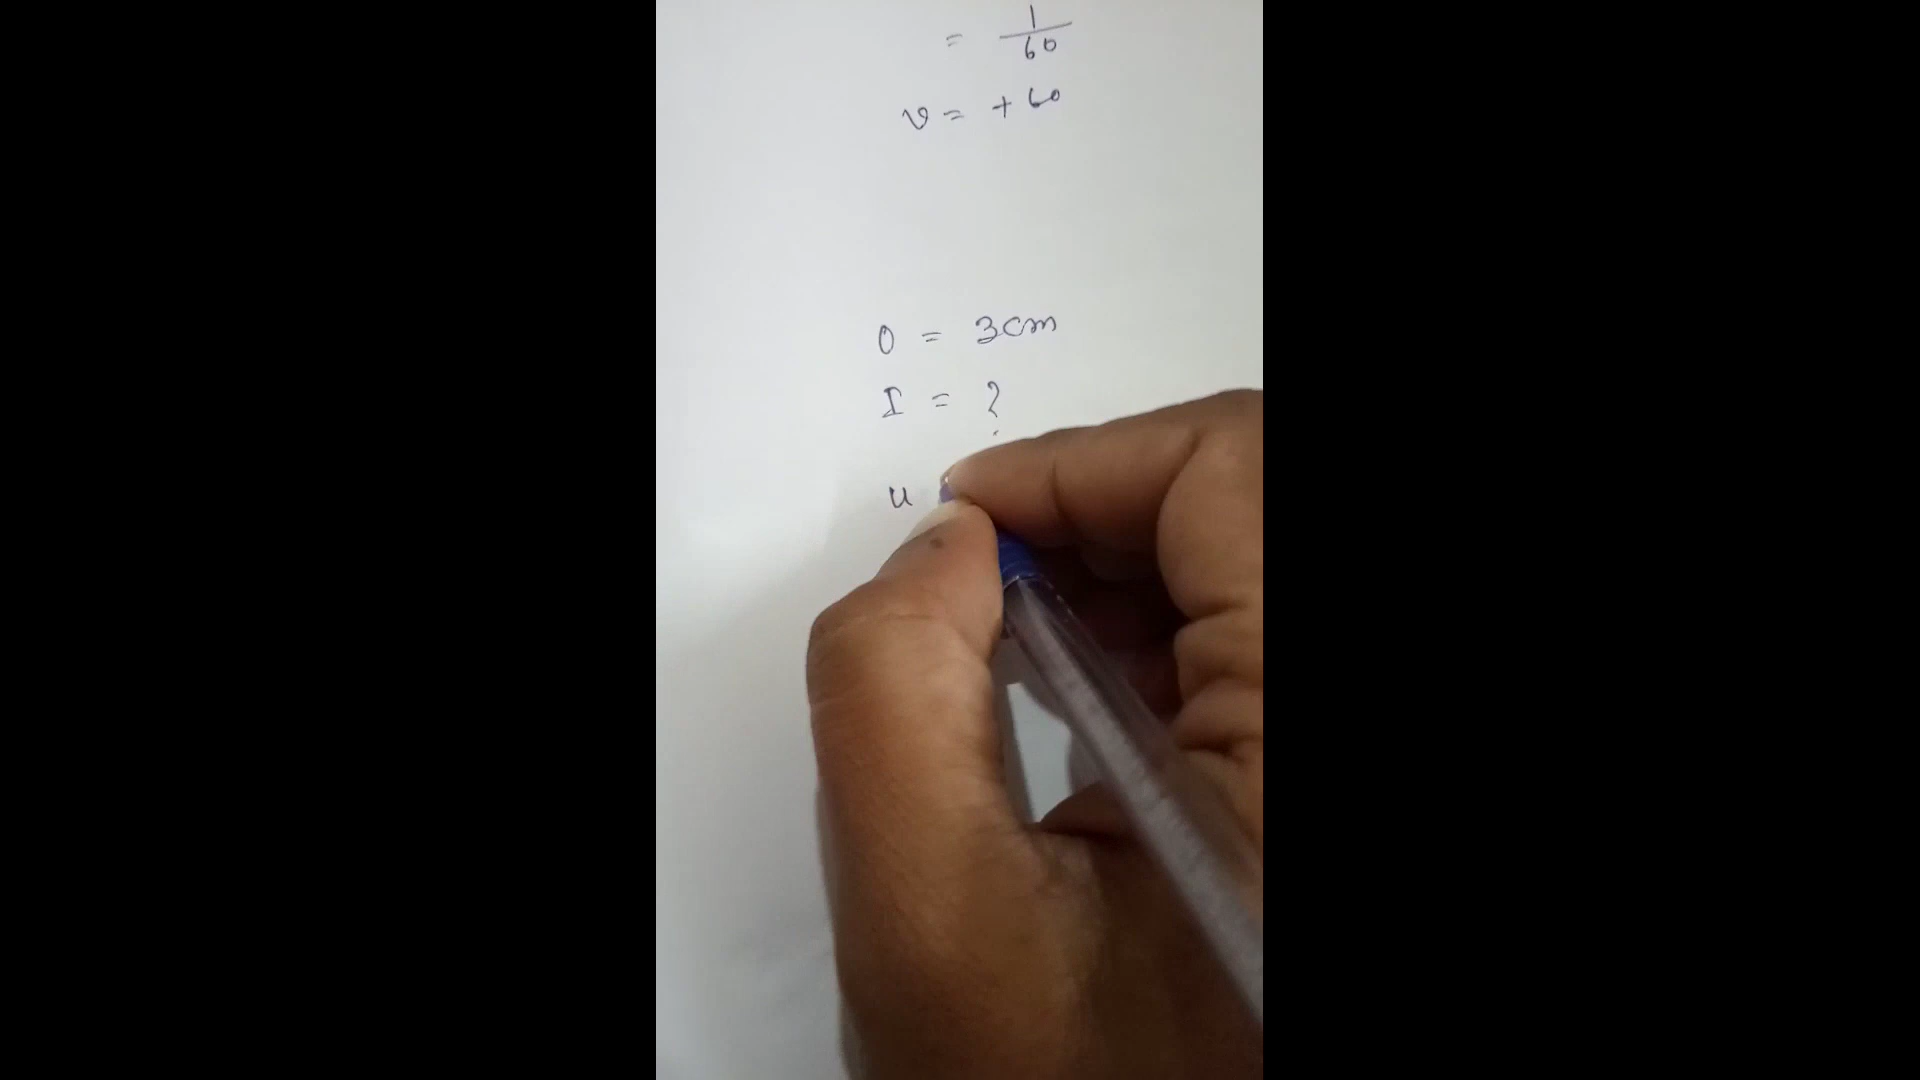 = 1/60
v = + 60
O = 3cm
I = ?
u